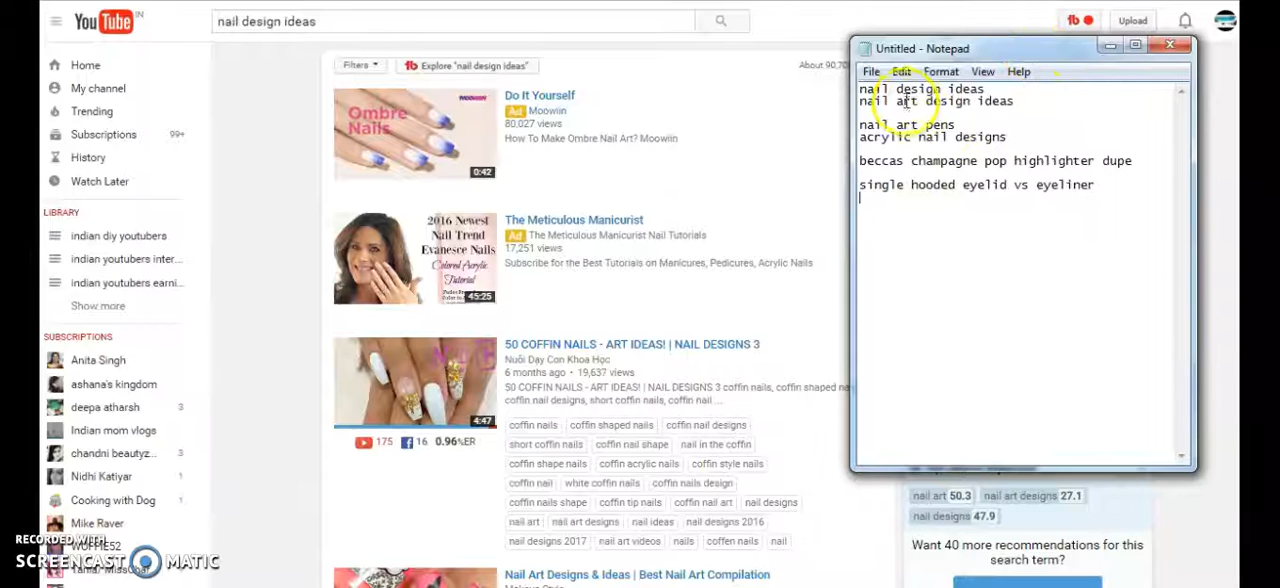 YouTube IN
nail design ideas
Upload
Home
My channel
Trending
Subscriptions 99+
History
Watch Later
LIBRARY
indian diy youtubers
indian youtubers inter...
indian youtubers earni...
Show more
SUBSCRIPTIONS
Anita Singh
ashana's kingdom
deepa atharsh 3
Indian mom vlogs
chandni beautyz... 3
Nidhi Katiyar 1
Cooking with Dog 1
Mike Raver
WOFFIE52
RECORDED WITH
SCREENCAST MATIC
Filters
Explore "nail design ideas"
About 90,70
Ombre
Nails
0:42
Do It Yourself
Ad Moowiin
80,027 views
How To Make Ombre Nail Art? Moowiin
2016 Newest
Nail Trend
Evanesce Nails
Colored Acrylic
Tutorial
45:25
The Meticulous Manicurist
Ad The Meticulous Manicurist Nail Tutorials
17,251 views
Subscribe for the Best Tutorials on Manicures, Pedicures, Acrylic Nails
4:47
175 16 0.96%ER
50 COFFIN NAILS - ART IDEAS! | NAIL DESIGNS 3
Nuôi Dạy Con Khoa Học
6 months ago • 19,637 views
50 COFFIN NAILS - ART IDEAS! | NAIL DESIGNS 3 coffin nails, coffin shaped na
coffin nail designs, short coffin nails, coffin nail ...
coffin nails coffin shaped nails coffin nail designs
short coffin nails coffin nail shape nail in the coffin
coffin shape nails coffin acrylic nails coffin style nails
coffin nail white coffin nails coffin nails design
coffin nails shape coffin tip nails coffin nail art nail designs
nail art nail art designs nail ideas nail designs 2016
nail designs 2017 nail art videos nails coffen nails nail
Nail Art Designs & Ideas | Best Nail Art Compilation
Untitled - Notepad
File Edit Format View Help
nail design ideas
nail art design ideas
nail art pens
acrylic nail designs
beccas champagne pop highlighter dupe
single hooded eyelid vs eyeliner
nail art 50.3 nail art designs 27.1
nail designs 47.9
Want 40 more recommendations for this
search term?